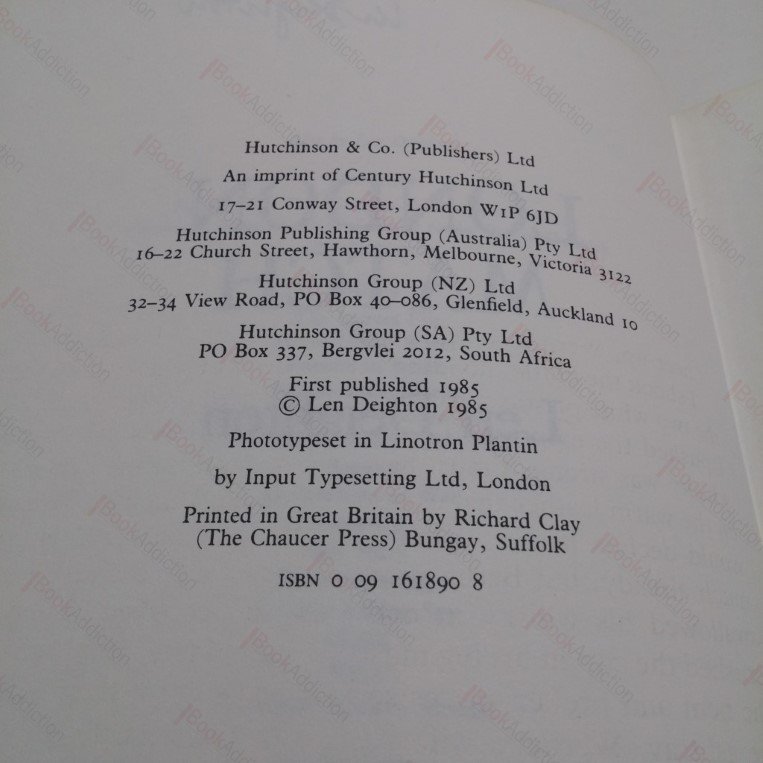 Hutchinson & Co. (Publishers) Ltd
An imprint of Century Hutchinson Ltd
17–21 Conway Street, London W1P 6JD
Hutchinson Publishing Group (Australia) Pty Ltd
16–22 Church Street, Hawthorn, Melbourne, Victoria 3122
Hutchinson Group (NZ) Ltd
32–34 View Road, PO Box 40–086, Glenfield, Auckland 10
Hutchinson Group (SA) Pty Ltd
PO Box 337, Bergvlei 2012, South Africa
First published 1985
© Len Deighton 1985
Phototypeset in Linotron Plantin
by Input Typesetting Ltd, London
Printed in Great Britain by Richard Clay
(The Chaucer Press) Bungay, Suffolk
ISBN 0 09 161890 8
BookAddiction